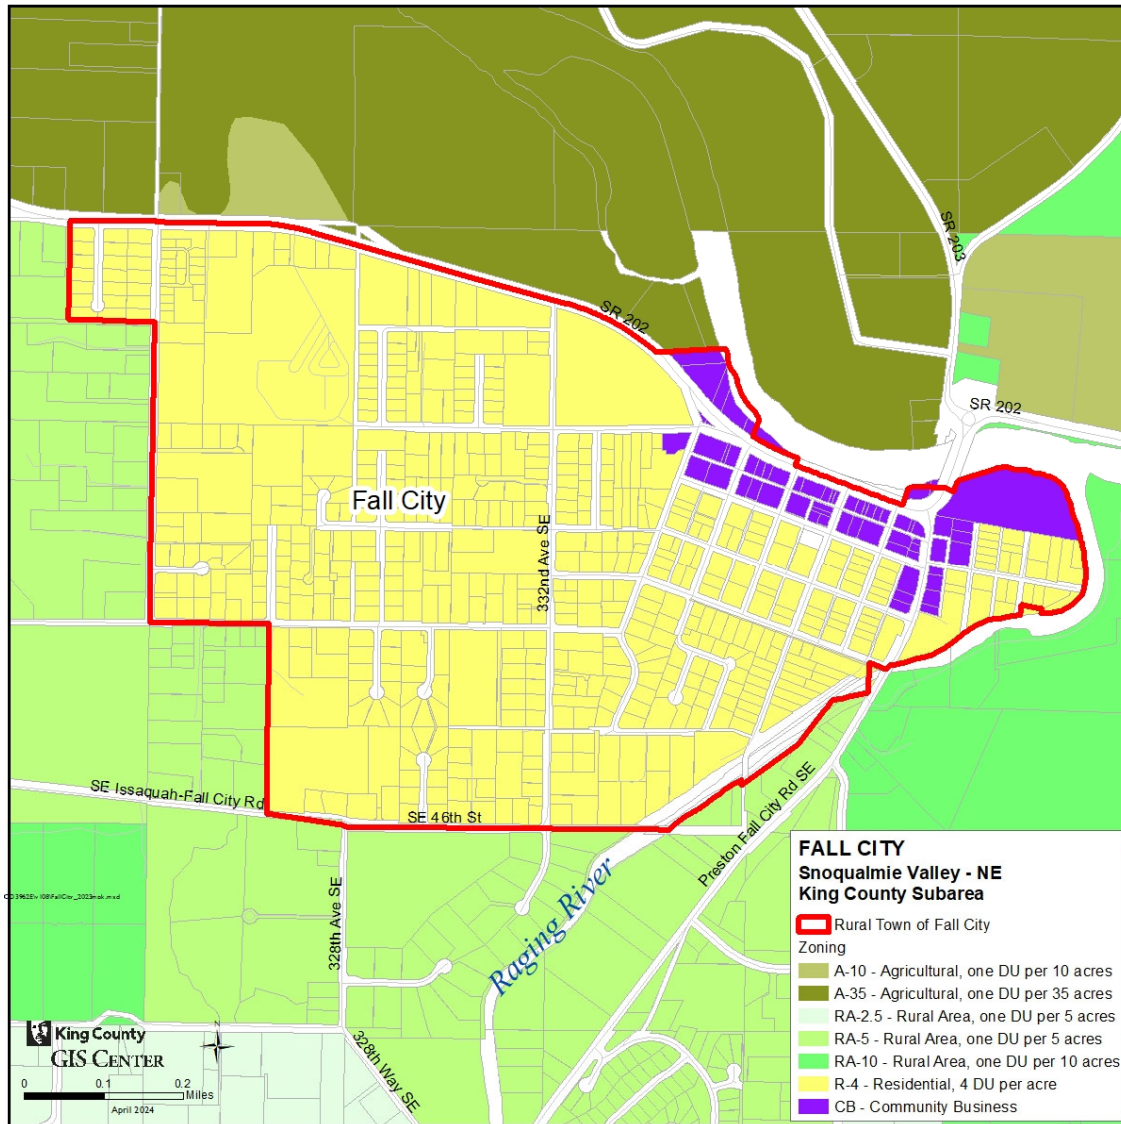 SR 203
SR 202
SR 202
Fall City
332nd Ave SE
SE Issaquah-Fall City Rd
SE 46th St
Preston Fall City Rd SE
328th Ave SE
Raging River
328th Way SE
King County
GIS CENTER
N
0 0.1 0.2
Miles
April 2024
FALL CITY
Snoqualmie Valley - NE
King County Subarea
Rural Town of Fall City
Zoning
A-10 - Agricultural, one DU per 10 acres
A-35 - Agricultural, one DU per 35 acres
RA-2.5 - Rural Area, one DU per 5 acres
RA-5 - Rural Area, one DU per 5 acres
RA-10 - Rural Area, one DU per 10 acres
R-4 - Residential, 4 DU per acre
CB - Community Business